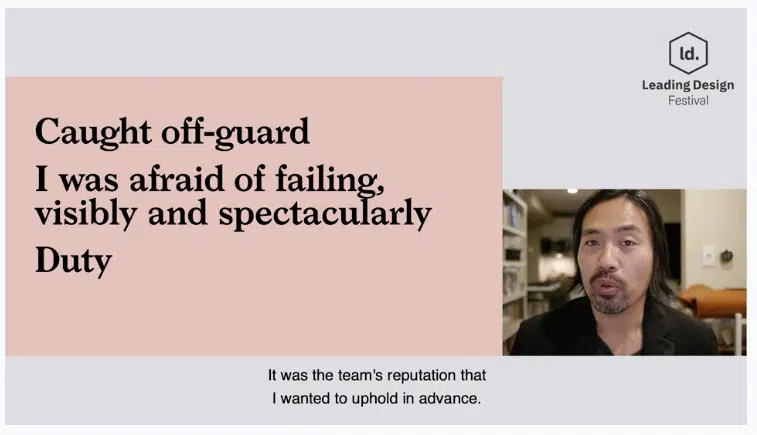 ld.
Leading Design
Festival
Caught off-guard
I was afraid of failing,
visibly and spectacularly
Duty
It was the team's reputation that
I wanted to uphold in advance.